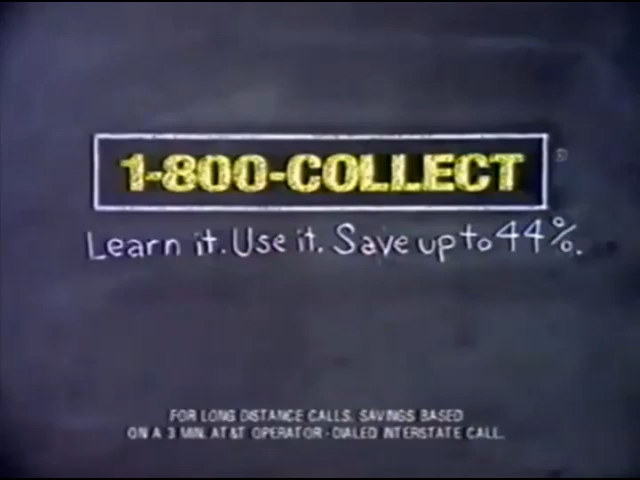 1-800-COLLECT®
Learn it. Use it. Save up to 44%.
FOR LONG DISTANCE CALLS. SAVINGS BASED
ON A 3 MIN. AT&T OPERATOR-DIALED INTERSTATE CALL.